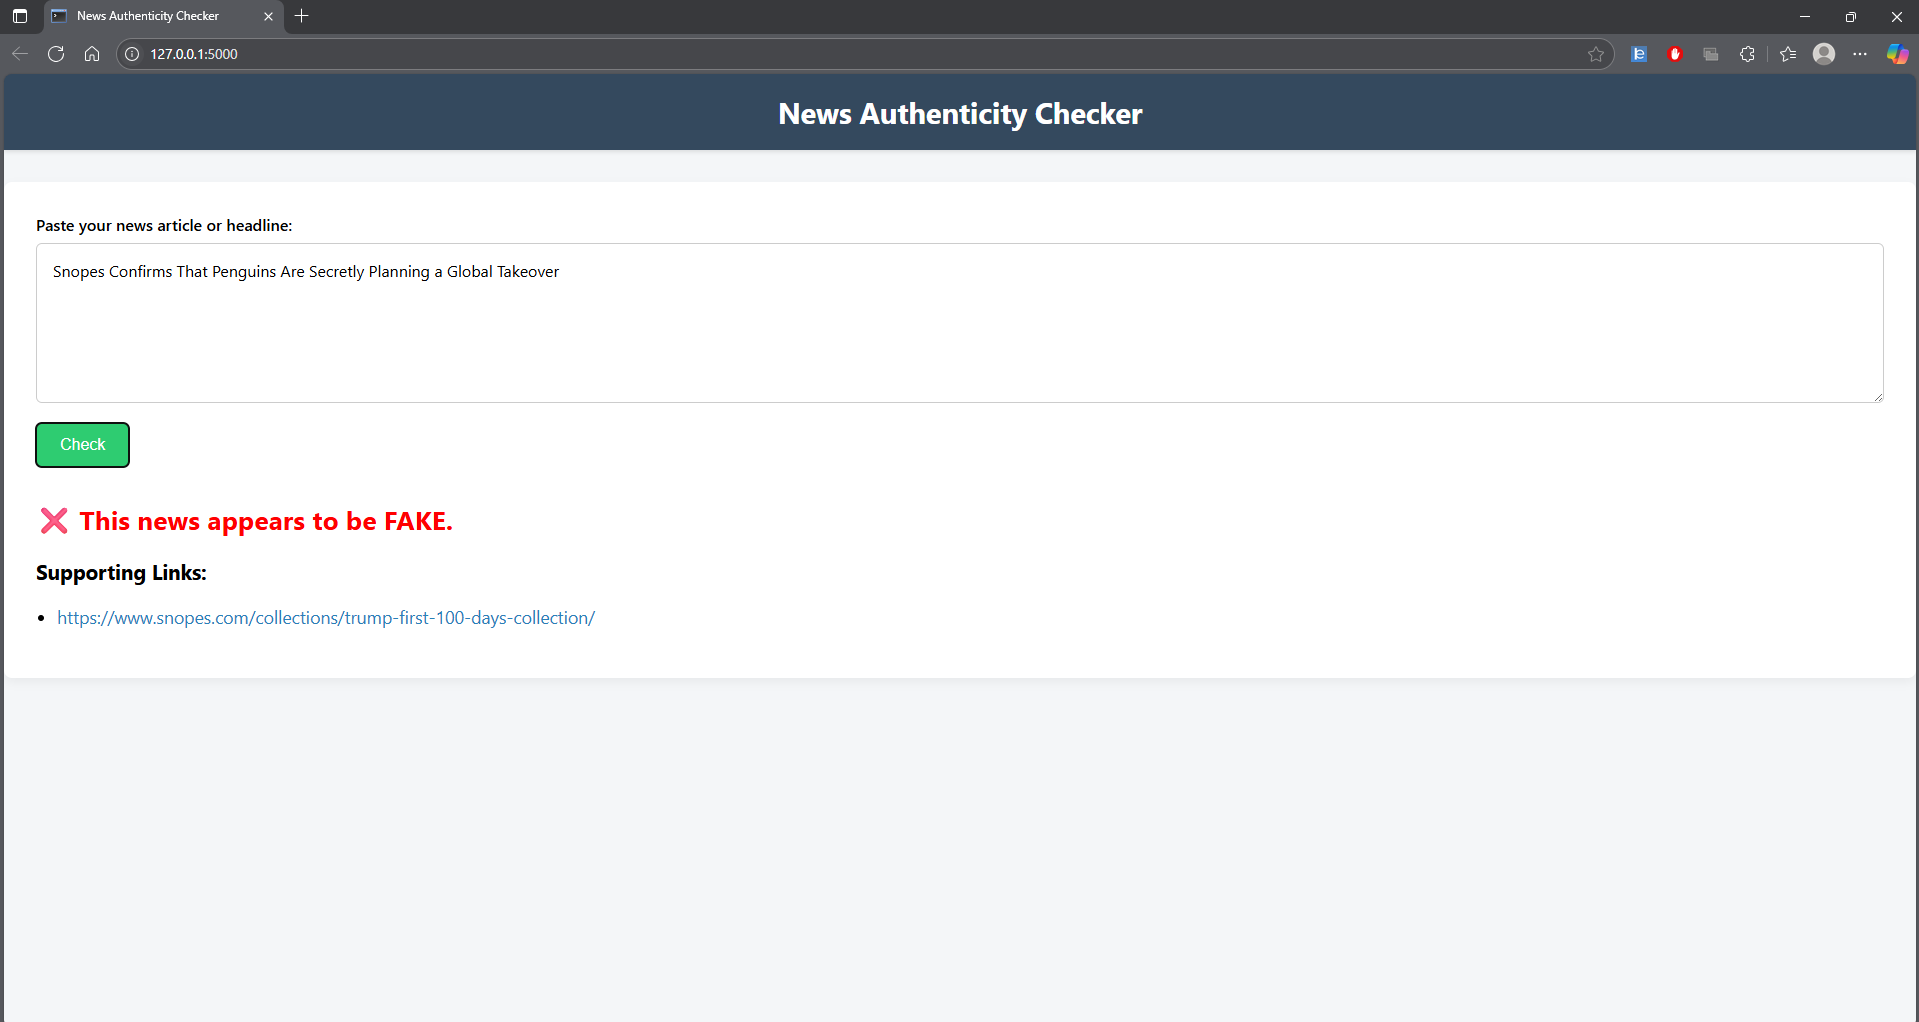 News Authenticity Checker
127.0.0.1:5000
News Authenticity Checker
Paste your news article or headline:
Snopes Confirms That Penguins Are Secretly Planning a Global Takeover
Check
This news appears to be FAKE.
Supporting Links:
https://www.snopes.com/collections/trump-first-100-days-collection/